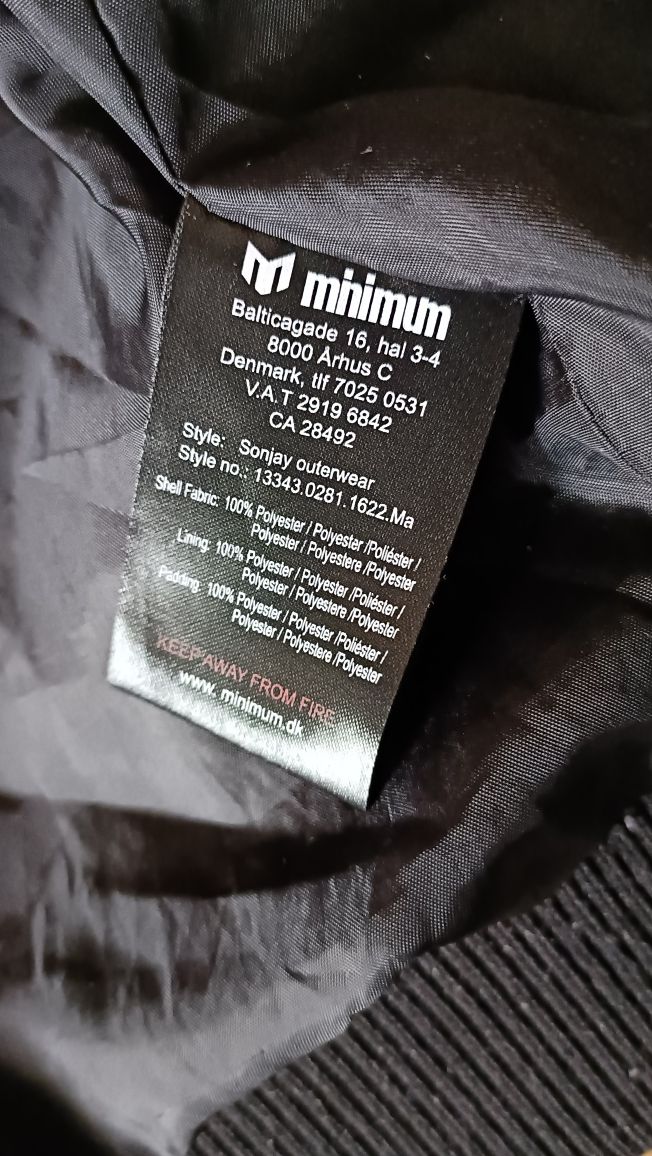 minimum
Balticagade 16, hal 3-4
8000 Århus C
Denmark, tlf 7025 0531
V.A.T 2919 6842
CA 28492
Style: Sonjay outerwear
Style no.: 13343.0281.1622.Ma
Shell Fabric: 100% Polyester / Polyester /Poliéster /
Polyester / Polyestere /Polyester
Lining: 100% Polyester / Polyester /Poliéster /
Polyester / Polyestere /Polyester
Padding: 100% Polyester / Polyester /Poliéster /
Polyester / Polyestere /Polyester
KEEP AWAY FROM FIRE
www. minimum.dk